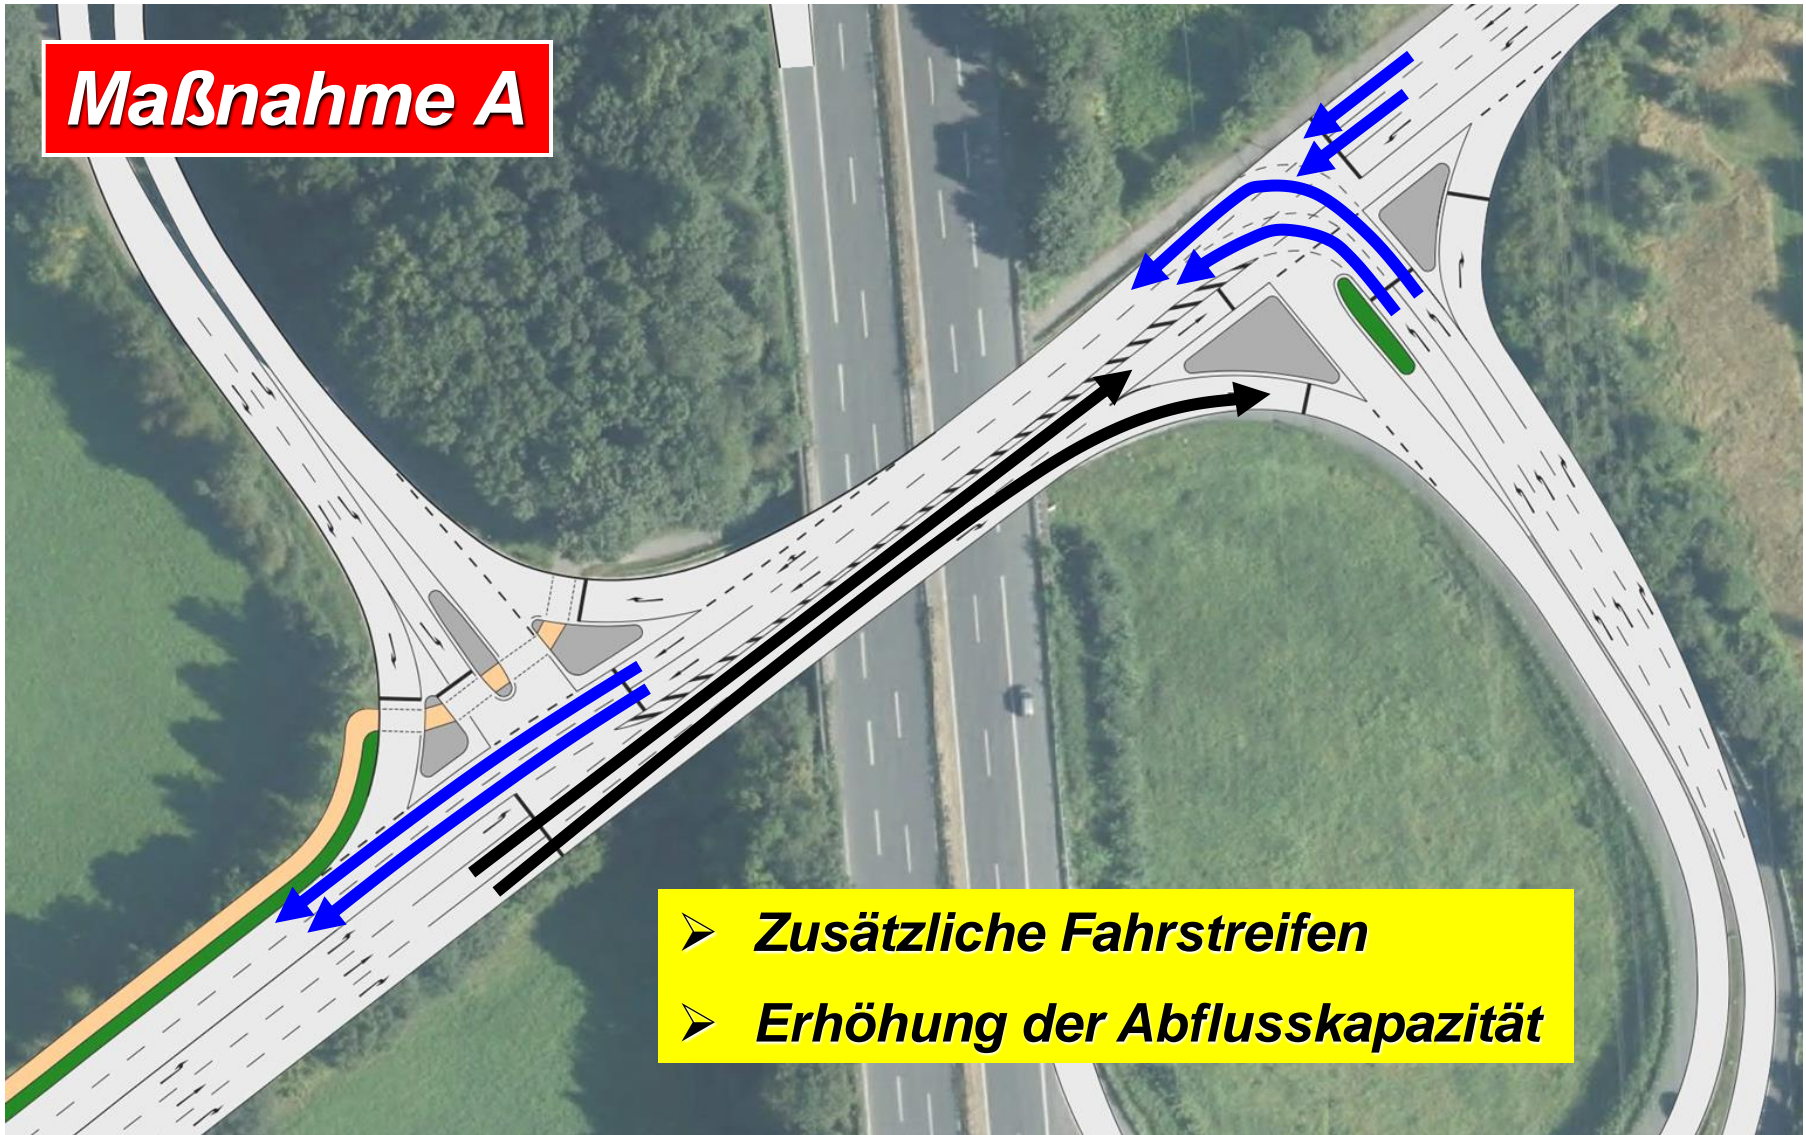 Maßnahme A
➢ Zusätzliche Fahrstreifen
➢ Erhöhung der Abflusskapazität